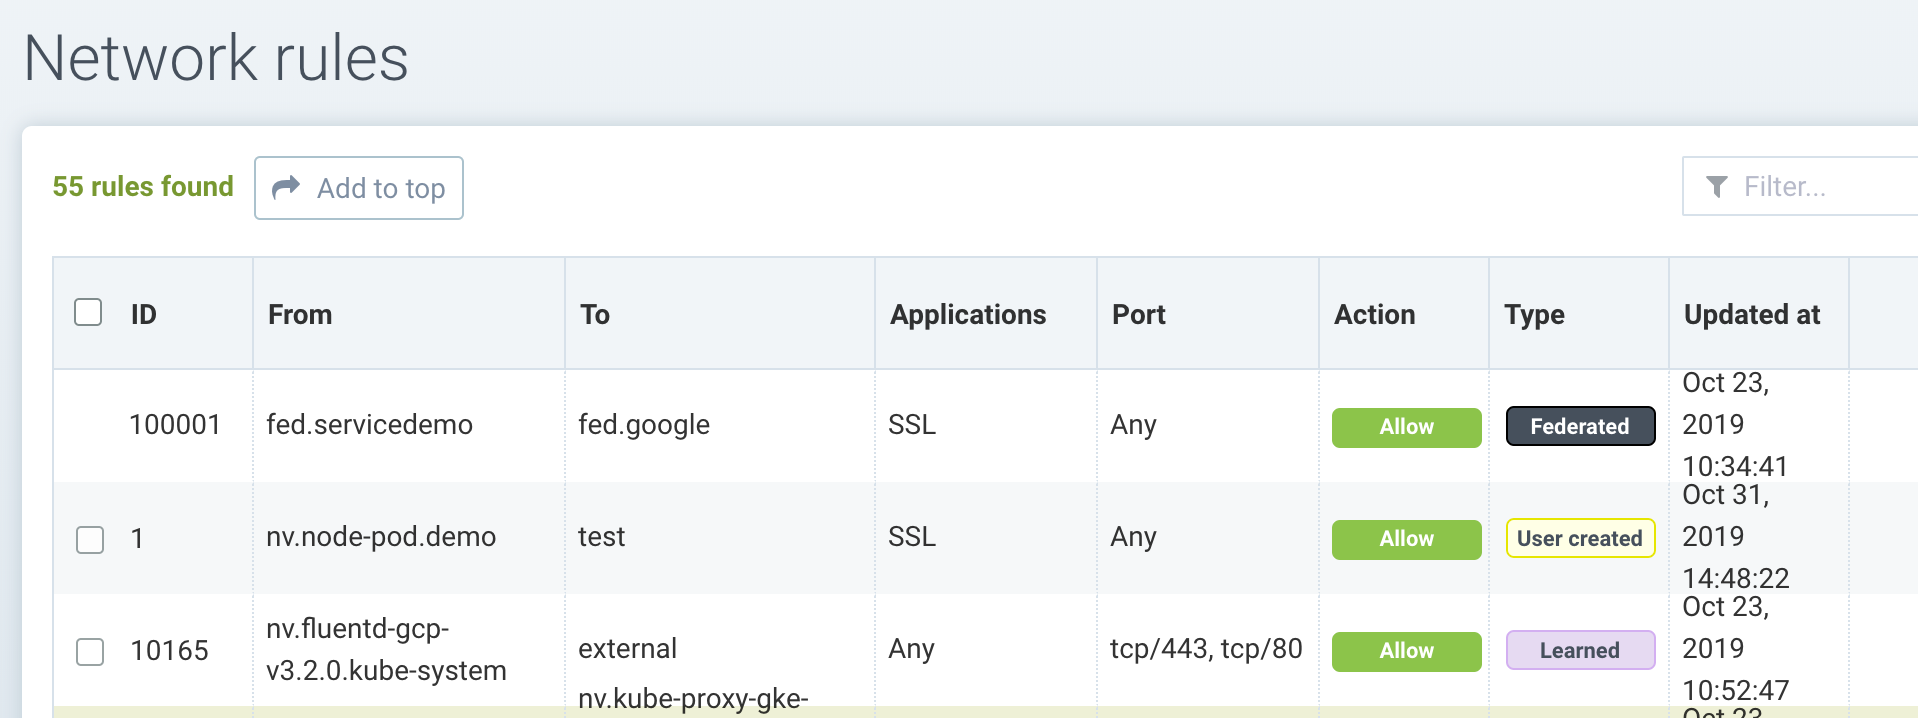 Network rules
55 rules found Add to top Filter...
ID From To Applications Port Action Type Updated at
100001 fed.servicedemo fed.google SSL Any Allow Federated Oct 23,
2019
10:34:41
1 nv.node-pod.demo test SSL Any Allow User created Oct 31,
2019
14:48:22
10165 nv.fluentd-gcp-
v3.2.0.kube-system external Any tcp/443, tcp/80 Allow Learned Oct 23,
2019
10:52:47
nv.kube-proxy-gke-
Oct 23